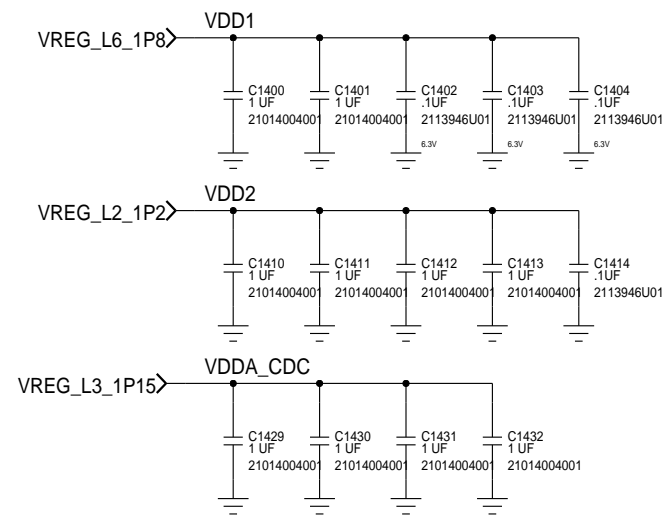 VDD1
VREG_L6_1P8
C1400 C1401 C1402 C1403 C1404
1 UF 1 UF .1UF .1UF .1UF
21014004001 21014004001 2113946U01 2113946U01 2113946U01
6.3V 6.3V 6.3V
VDD2
VREG_L2_1P2
C1410 C1411 C1412 C1413 C1414
1 UF 1 UF 1 UF 1 UF .1UF
21014004001 21014004001 21014004001 21014004001 2113946U01
VDDA_CDC
VREG_L3_1P15
C1429 C1430 C1431 C1432
1 UF 1 UF 1 UF 1 UF
21014004001 21014004001 21014004001 21014004001